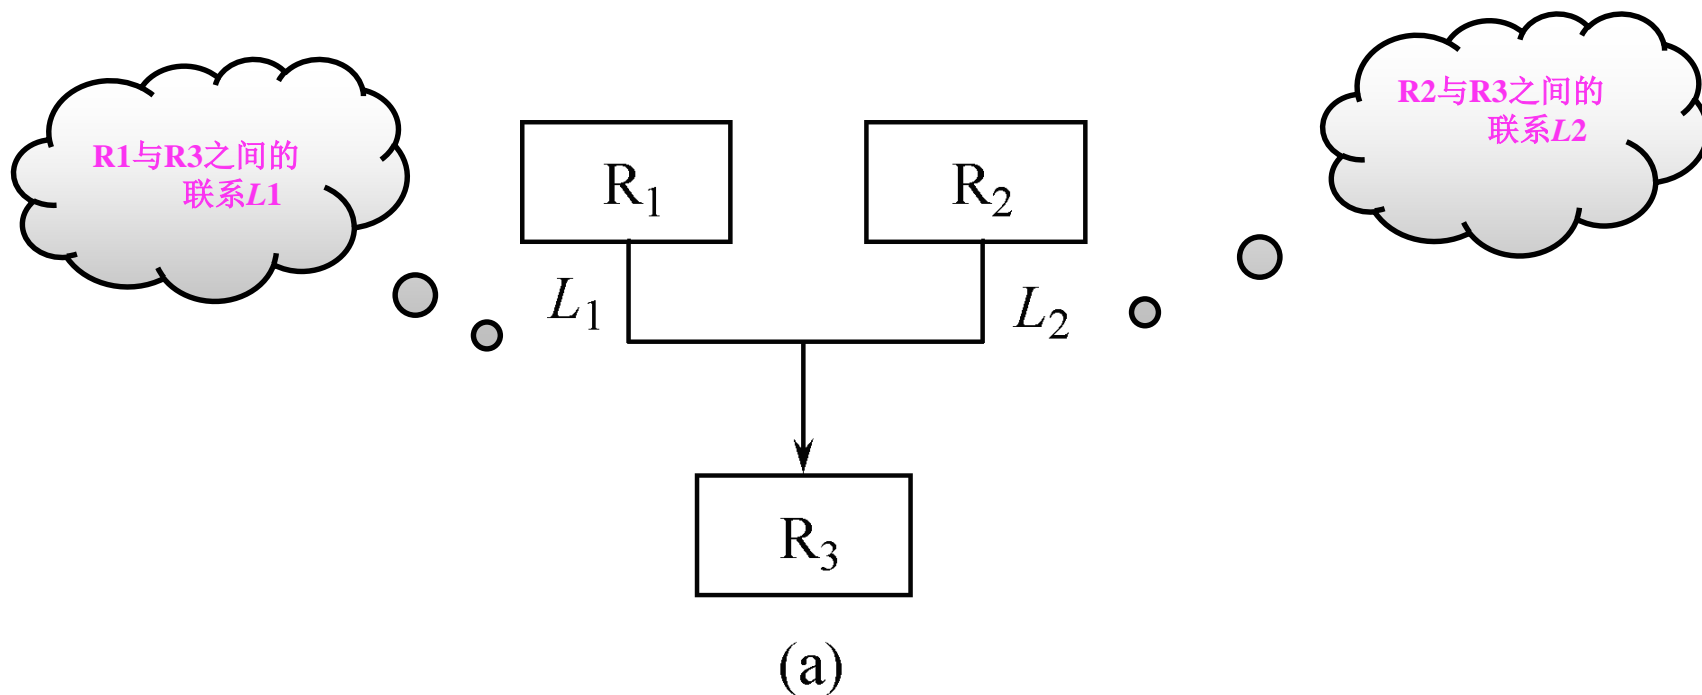 R1与R3之间的
联系L1
R2与R3之间的
联系L2
R₁
R₂
L₁
L₂
R₃
(a)